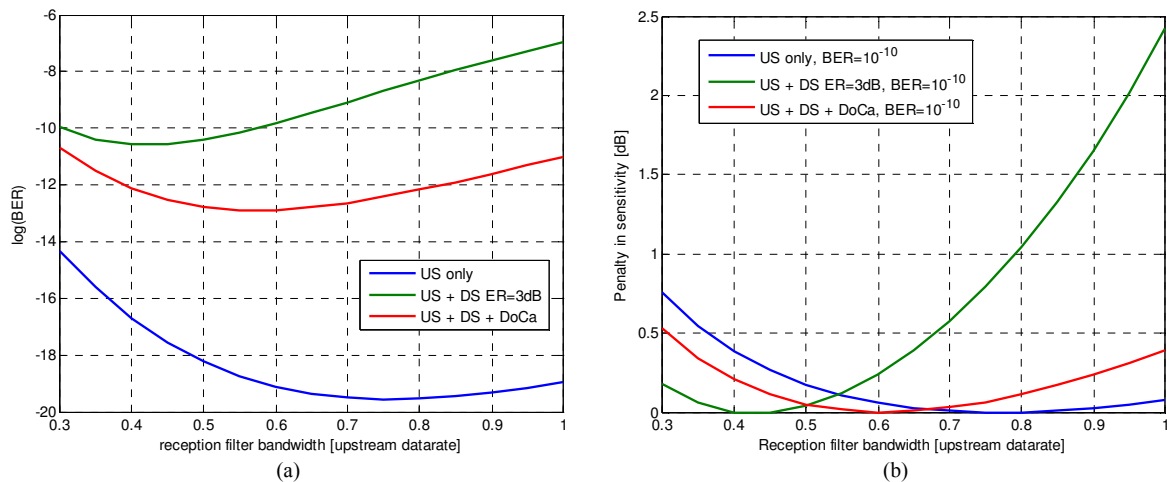 -6
-8
-10
-12
-14
-16
-18
-20
log(BER)
0.3 0.4 0.5 0.6 0.7 0.8 0.9 1
reception filter bandwidth [upstream datarate]
US only
US + DS ER=3dB
US + DS + DoCa
(a)
2.5
2
1.5
1
0.5
0
Penalty in sensitivity [dB]
0.3 0.4 0.5 0.6 0.7 0.8 0.9 1
Reception filter bandwidth [upstream datarate]
US only, BER=10⁻¹⁰
US + DS ER=3dB, BER=10⁻¹⁰
US + DS + DoCa, BER=10⁻¹⁰
(b)